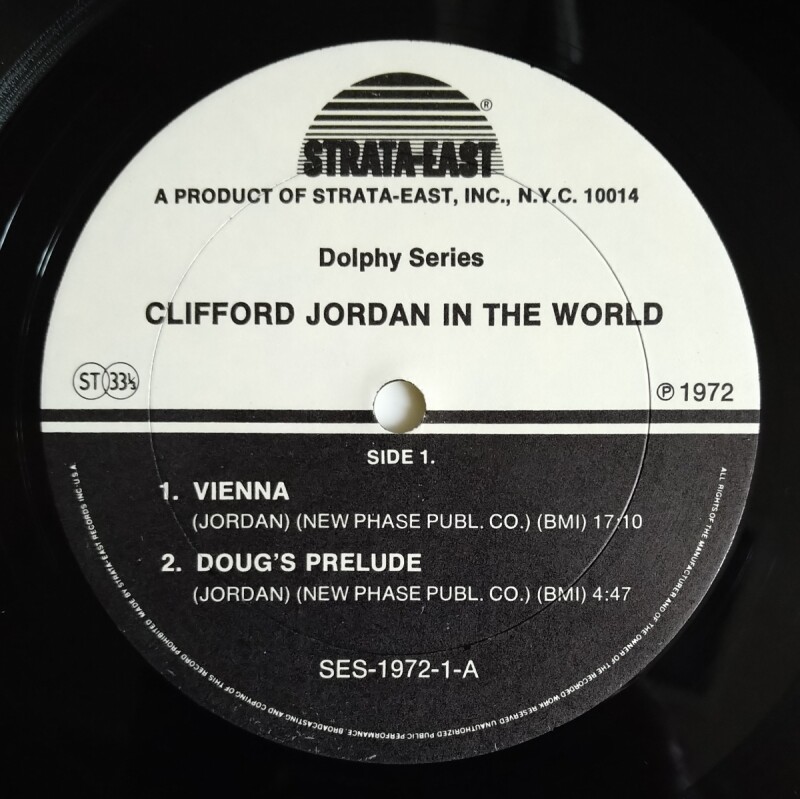 ®
STRATA-EAST
A PRODUCT OF STRATA-EAST, INC., N.Y.C. 10014
Dolphy Series
CLIFFORD JORDAN IN THE WORLD
ST 33⅓
℗ 1972
SIDE 1.
1. VIENNA
(JORDAN) (NEW PHASE PUBL. CO.) (BMI) 17:10
2. DOUG'S PRELUDE
(JORDAN) (NEW PHASE PUBL. CO.) (BMI) 4:47
SES-1972-1-A
ALL RIGHTS OF THE MANUFACTURER AND OF THE OWNER OF THE RECORDED WORK RESERVED UNAUTHORIZED PUBLIC PERFORMANCE, BROADCASTING AND COPYING OF THIS RECORD PROHIBITED MADE BY STRATA-EAST RECORDS INC. U.S.A.